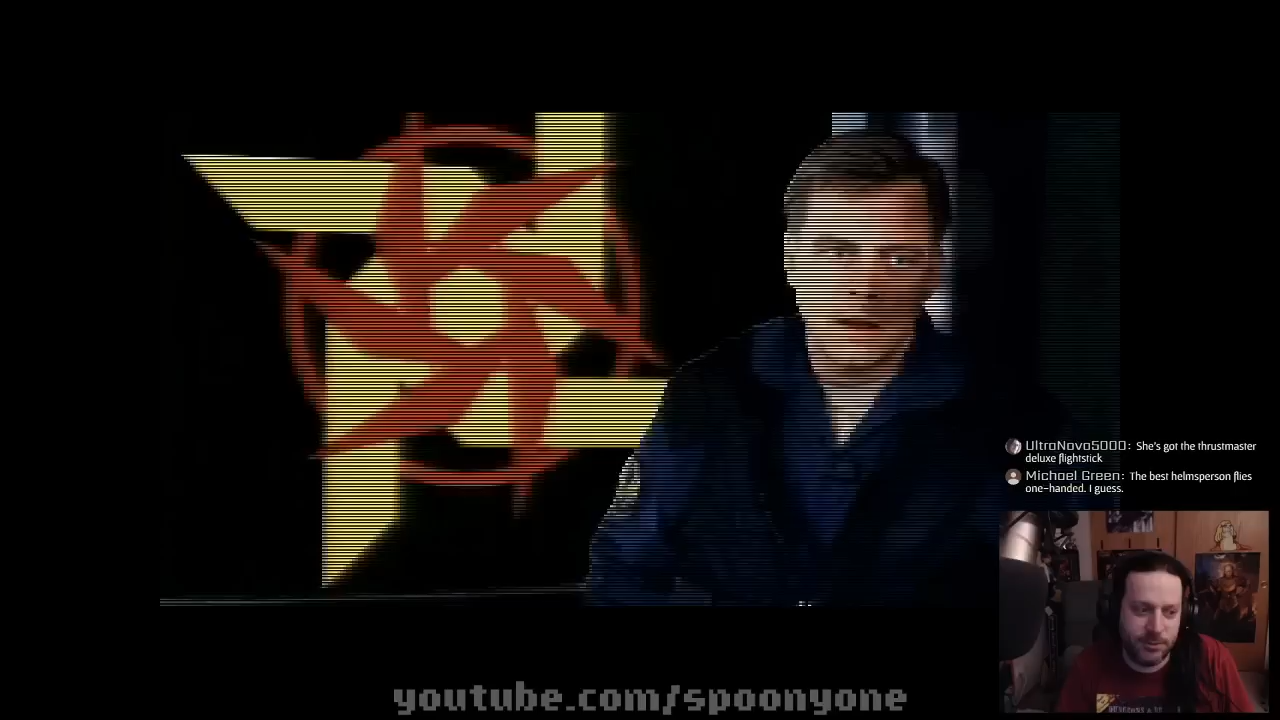 UltraNova5000: She's got the thrustmaster
deluxe flightstick
Michael Green: The best helmsperson flies
one-handed. I guess.
youtube.com/spoonyone